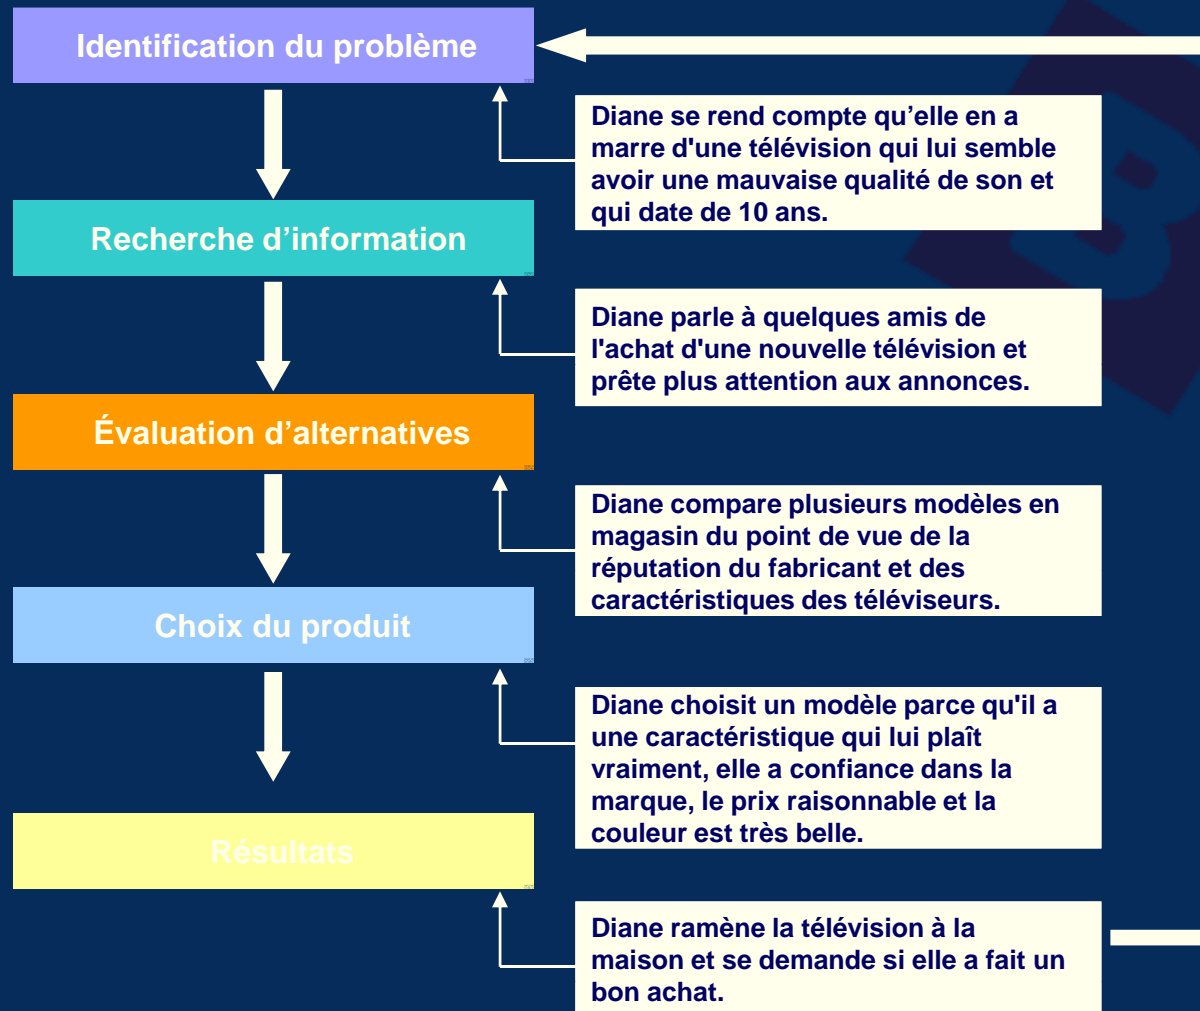 Identification du problème
Diane se rend compte qu’elle en a
marre d'une télévision qui lui semble
avoir une mauvaise qualité de son et
qui date de 10 ans.
Recherche d’information
Diane parle à quelques amis de
l'achat d'une nouvelle télévision et
prête plus attention aux annonces.
Évaluation d’alternatives
Diane compare plusieurs modèles en
magasin du point de vue de la
réputation du fabricant et des
caractéristiques des téléviseurs.
Choix du produit
Diane choisit un modèle parce qu'il a
une caractéristique qui lui plaît
vraiment, elle a confiance dans la
marque, le prix raisonnable et la
couleur est très belle.
Résultats
Diane ramène la télévision à la
maison et se demande si elle a fait un
bon achat.